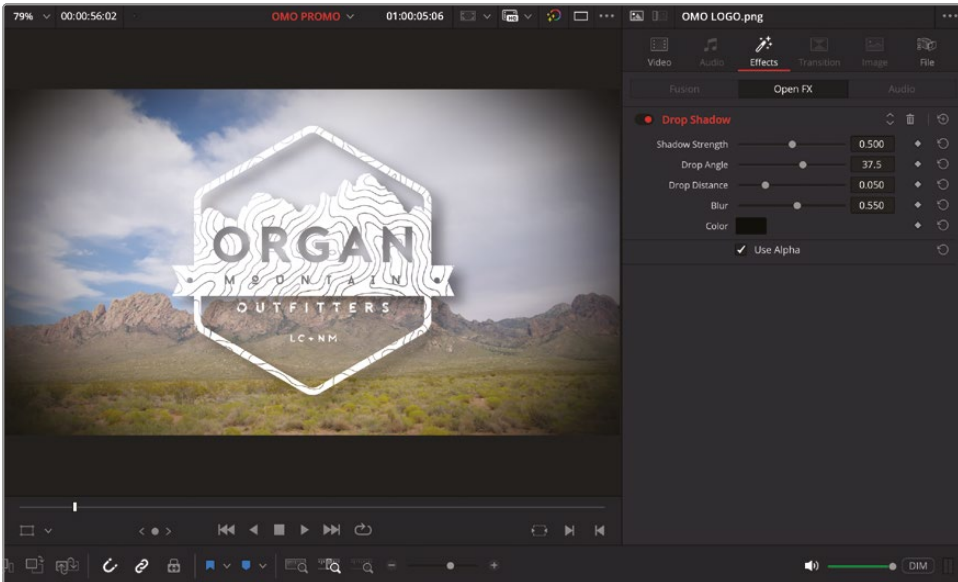 79% 00:00:56:02 OMO PROMO 01:00:05:06 HQ OMO LOGO.png
Video Audio Effects Transition Image File
Fusion Open FX Audio
Drop Shadow
Shadow Strength 0.500
Drop Angle 37.5
Drop Distance 0.050
Blur 0.550
Color
Use Alpha
ORGAN
MOUNTAIN
OUTFITTERS
LC+NM
DIM